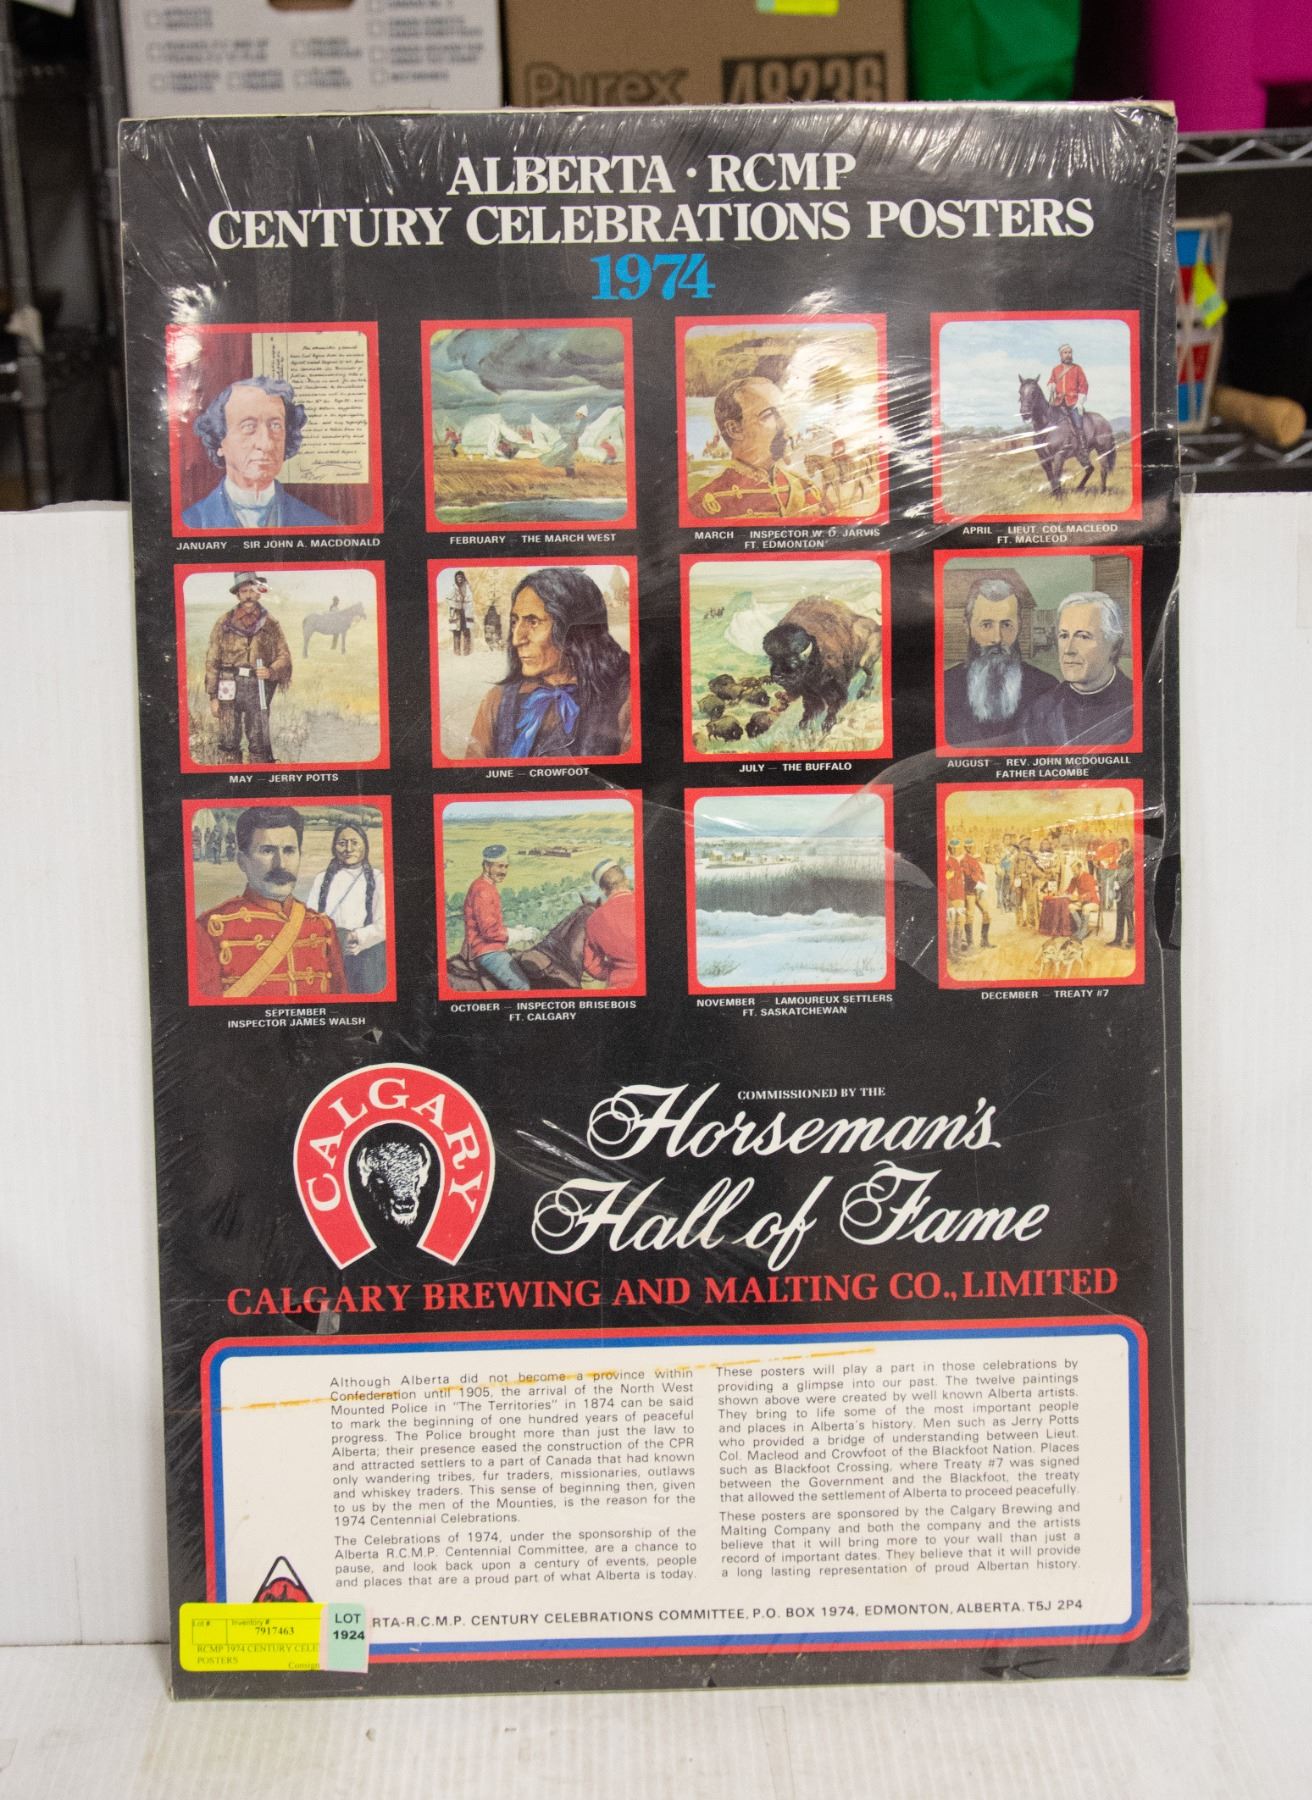 Purex 48236
ALBERTA · RCMP
CENTURY CELEBRATIONS POSTERS
1974
JANUARY — SIR JOHN A. MACDONALD
FEBRUARY — THE MARCH WEST
MARCH — INSPECTOR W. D. JARVIS
FT. EDMONTON
APRIL — LIEUT. COL MACLEOD
FT. MACLEOD
MAY — JERRY POTTS
JUNE — CROWFOOT
JULY — THE BUFFALO
AUGUST — REV. JOHN MCDOUGALL
FATHER LACOMBE
SEPTEMBER —
INSPECTOR JAMES WALSH
OCTOBER — INSPECTOR BRISEBOIS
FT. CALGARY
NOVEMBER — LAMOUREUX SETTLERS
FT. SASKATCHEWAN
DECEMBER — TREATY #7
CALGARY
COMMISSIONED BY THE
Horseman's
Hall of Fame
CALGARY BREWING AND MALTING CO., LIMITED
Although Alberta did not become a province within
Confederation until 1905, the arrival of the North West
Mounted Police in "The Territories" in 1874 can be said
to mark the beginning of one hundred years of peaceful
progress. The Police brought more than just the law to
Alberta; their presence eased the construction of the CPR
and attracted settlers to a part of Canada that had known
only wandering tribes, fur traders, missionaries, outlaws
and whiskey traders. This sense of beginning then, given
to us by the men of the Mounties, is the reason for the
1974 Centennial Celebrations.
The Celebrations of 1974, under the sponsorship of the
Alberta R.C.M.P. Centennial Committee, are a chance to
pause, and look back upon a century of events, people
and places that are a proud part of what Alberta is today.
These posters will play a part in those celebrations by
providing a glimpse into our past. The twelve paintings
shown above were created by well known Alberta artists.
They bring to life some of the most important people
and places in Alberta's history. Men such as Jerry Potts
who provided a bridge of understanding between Lieut.
Col. Macleod and Crowfoot of the Blackfoot Nation. Places
such as Blackfoot Crossing, where Treaty #7 was signed
between the Government and the Blackfoot, the treaty
that allowed the settlement of Alberta to proceed peacefully.
These posters are sponsored by the Calgary Brewing and
Malting Company and both the company and the artists
believe that it will bring more to your wall than just a
record of important dates. They believe that it will provide
a long lasting representation of proud Albertan history.
RTA-R.C.M.P. CENTURY CELEBRATIONS COMMITTEE, P.O. BOX 1974, EDMONTON, ALBERTA. T5J 2P4
Lot # Inventory #
7917463
RCMP 1974 CENTURY CELE
POSTERS
Consign
LOT
1924